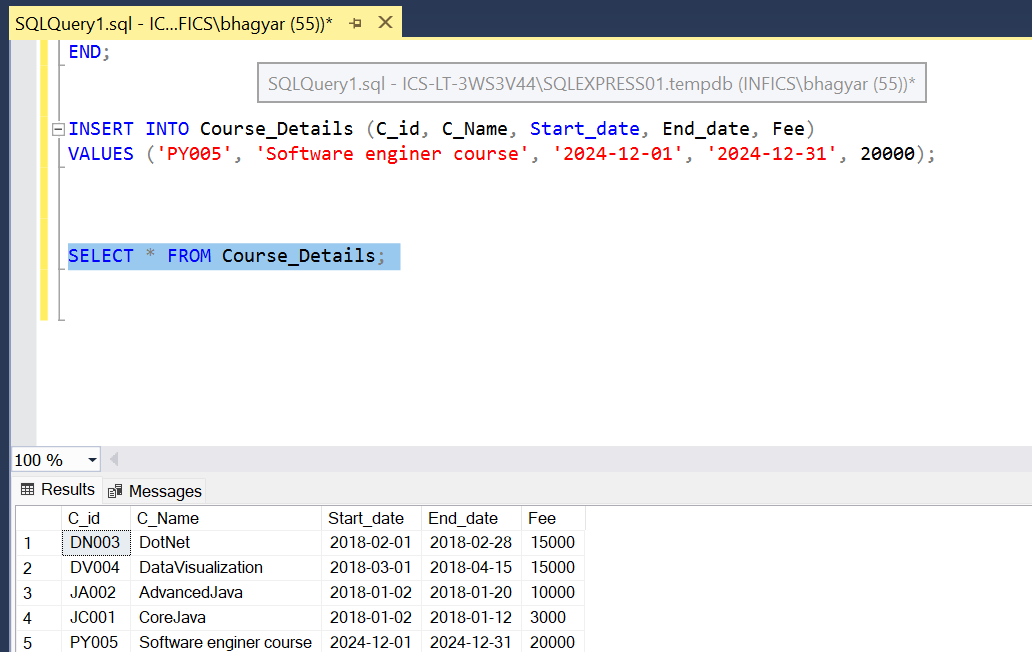 SQLQuery1.sql - IC...FICS\bhagyar (55))*
END;
SQLQuery1.sql - ICS-LT-3WS3V44\SQLEXPRESS01.tempdb (INFICS\bhagyar (55))*
INSERT INTO Course_Details (C_id, C_Name, Start_date, End_date, Fee)
VALUES ('PY005', 'Software enginer course', '2024-12-01', '2024-12-31', 20000);
SELECT * FROM Course_Details;
100 %
Results Messages
C_id C_Name Start_date End_date Fee
1 DN003 DotNet 2018-02-01 2018-02-28 15000
2 DV004 DataVisualization 2018-03-01 2018-04-15 15000
3 JA002 AdvancedJava 2018-01-02 2018-01-20 10000
4 JC001 CoreJava 2018-01-02 2018-01-12 3000
5 PY005 Software enginer course 2024-12-01 2024-12-31 20000